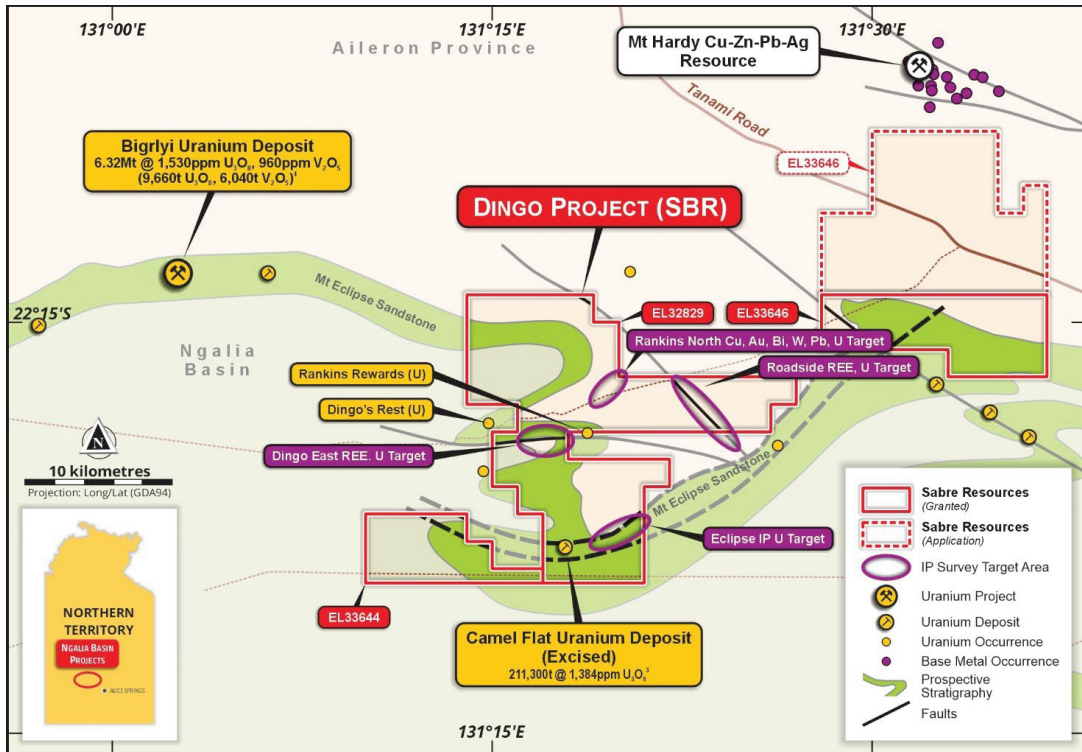 131°00'E
131°15'E
131°30'E
Aileron Province
Mt Hardy Cu-Zn-Pb-Ag
Resource
Tanami Road
Bigrlyi Uranium Deposit
6.32Mt @ 1,530ppm U₃O₈, 960ppm V₂O₅
(9,660t U₃O₈, 6,040t V₂O₅)⁴
EL33646
DINGO PROJECT (SBR)
Mt Eclipse Sandstone
22°15'S
EL32829
EL33646
Rankins North Cu, Au, Bi, W, Pb, U Target
Ngalia
Basin
Roadside REE, U Target
Rankins Rewards (U)
Dingo's Rest (U)
N
Dingo East REE. U Target
10 kilometres
Projection: Long/Lat (GDA94)
Mt Eclipse Sandstone
Eclipse IP U Target
EL33644
Camel Flat Uranium Deposit
(Excised)
211,300t @ 1,384ppm U₃O₈³
131°15'E
NORTHERN
TERRITORY
NGALIA BASIN
PROJECTS
ALICE SPRINGS
Sabre Resources
(Granted)
Sabre Resources
(Application)
IP Survey Target Area
Uranium Project
Uranium Deposit
Uranium Occurrence
Base Metal Occurrence
Prospective
Stratigraphy
Faults